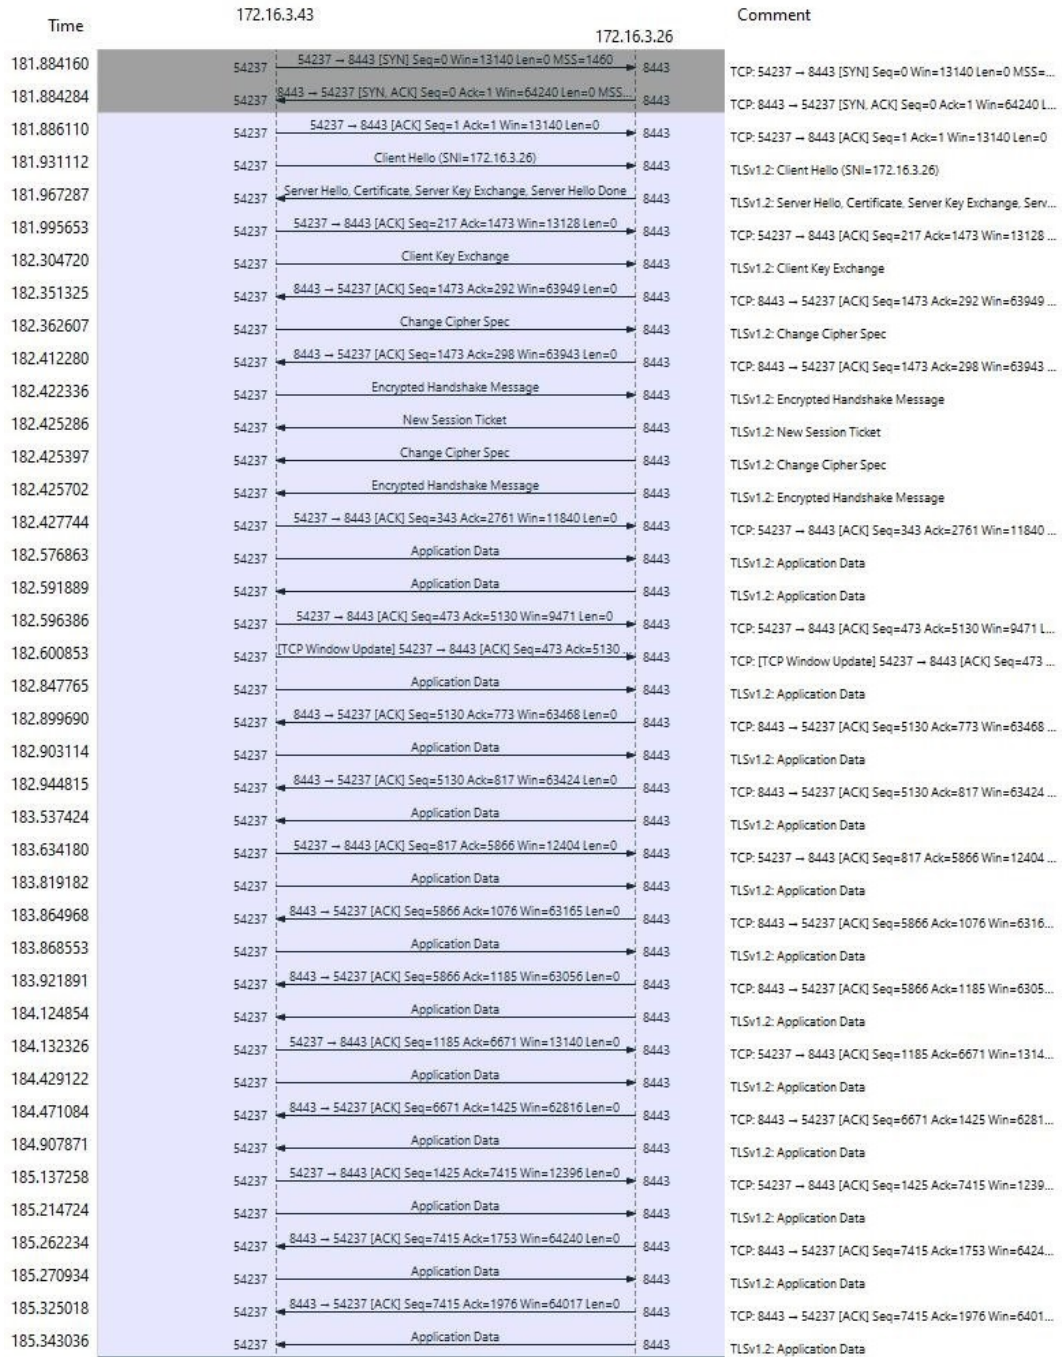 172.16.3.43 Comment
Time
172.16.3.26
181.884160 54237 54237 → 8443 [SYN] Seq=0 Win=13140 Len=0 MSS=1460 8443 TCP: 54237 → 8443 [SYN] Seq=0 Win=13140 Len=0 MSS=...
181.884284 54237 8443 → 54237 [SYN, ACK] Seq=0 Ack=1 Win=64240 Len=0 MSS... 8443 TCP: 8443 → 54237 [SYN, ACK] Seq=0 Ack=1 Win=64240 L...
181.886110 54237 54237 → 8443 [ACK] Seq=1 Ack=1 Win=13140 Len=0 8443 TCP: 54237 → 8443 [ACK] Seq=1 Ack=1 Win=13140 Len=0
181.931112 54237 Client Hello (SNI=172.16.3.26) 8443 TLSv1.2: Client Hello (SNI=172.16.3.26)
181.967287 54237 Server Hello, Certificate, Server Key Exchange, Server Hello Done 8443 TLSv1.2: Server Hello, Certificate, Server Key Exchange, Serv...
181.995653 54237 54237 → 8443 [ACK] Seq=217 Ack=1473 Win=13128 Len=0 8443 TCP: 54237 → 8443 [ACK] Seq=217 Ack=1473 Win=13128 ...
182.304720 54237 Client Key Exchange 8443 TLSv1.2: Client Key Exchange
182.351325 54237 8443 → 54237 [ACK] Seq=1473 Ack=292 Win=63949 Len=0 8443 TCP: 8443 → 54237 [ACK] Seq=1473 Ack=292 Win=63949 ...
182.362607 54237 Change Cipher Spec 8443 TLSv1.2: Change Cipher Spec
182.412280 54237 8443 → 54237 [ACK] Seq=1473 Ack=298 Win=63943 Len=0 8443 TCP: 8443 → 54237 [ACK] Seq=1473 Ack=298 Win=63943 ...
182.422336 54237 Encrypted Handshake Message 8443 TLSv1.2: Encrypted Handshake Message
182.425286 54237 New Session Ticket 8443 TLSv1.2: New Session Ticket
182.425397 54237 Change Cipher Spec 8443 TLSv1.2: Change Cipher Spec
182.425702 54237 Encrypted Handshake Message 8443 TLSv1.2: Encrypted Handshake Message
182.427744 54237 54237 → 8443 [ACK] Seq=343 Ack=2761 Win=11840 Len=0 8443 TCP: 54237 → 8443 [ACK] Seq=343 Ack=2761 Win=11840 ...
182.576863 54237 Application Data 8443 TLSv1.2: Application Data
182.591889 54237 Application Data 8443 TLSv1.2: Application Data
182.596386 54237 54237 → 8443 [ACK] Seq=473 Ack=5130 Win=9471 Len=0 8443 TCP: 54237 → 8443 [ACK] Seq=473 Ack=5130 Win=9471 L...
182.600853 54237 [TCP Window Update] 54237 → 8443 [ACK] Seq=473 Ack=5130 ... 8443 TCP: [TCP Window Update] 54237 → 8443 [ACK] Seq=473 ...
182.847765 54237 Application Data 8443 TLSv1.2: Application Data
182.899690 54237 8443 → 54237 [ACK] Seq=5130 Ack=773 Win=63468 Len=0 8443 TCP: 8443 → 54237 [ACK] Seq=5130 Ack=773 Win=63468 ...
182.903114 54237 Application Data 8443 TLSv1.2: Application Data
182.944815 54237 8443 → 54237 [ACK] Seq=5130 Ack=817 Win=63424 Len=0 8443 TCP: 8443 → 54237 [ACK] Seq=5130 Ack=817 Win=63424 ...
183.537424 54237 Application Data 8443 TLSv1.2: Application Data
183.634180 54237 54237 → 8443 [ACK] Seq=817 Ack=5866 Win=12404 Len=0 8443 TCP: 54237 → 8443 [ACK] Seq=817 Ack=5866 Win=12404 ...
183.819182 54237 Application Data 8443 TLSv1.2: Application Data
183.864968 54237 8443 → 54237 [ACK] Seq=5866 Ack=1076 Win=63165 Len=0 8443 TCP: 8443 → 54237 [ACK] Seq=5866 Ack=1076 Win=6316...
183.868553 54237 Application Data 8443 TLSv1.2: Application Data
183.921891 54237 8443 → 54237 [ACK] Seq=5866 Ack=1185 Win=63056 Len=0 8443 TCP: 8443 → 54237 [ACK] Seq=5866 Ack=1185 Win=6305...
184.124854 54237 Application Data 8443 TLSv1.2: Application Data
184.132326 54237 54237 → 8443 [ACK] Seq=1185 Ack=6671 Win=13140 Len=0 8443 TCP: 54237 → 8443 [ACK] Seq=1185 Ack=6671 Win=1314...
184.429122 54237 Application Data 8443 TLSv1.2: Application Data
184.471084 54237 8443 → 54237 [ACK] Seq=6671 Ack=1425 Win=62816 Len=0 8443 TCP: 8443 → 54237 [ACK] Seq=6671 Ack=1425 Win=6281...
184.907871 54237 Application Data 8443 TLSv1.2: Application Data
185.137258 54237 54237 → 8443 [ACK] Seq=1425 Ack=7415 Win=12396 Len=0 8443 TCP: 54237 → 8443 [ACK] Seq=1425 Ack=7415 Win=1239...
185.214724 54237 Application Data 8443 TLSv1.2: Application Data
185.262234 54237 8443 → 54237 [ACK] Seq=7415 Ack=1753 Win=64240 Len=0 8443 TCP: 8443 → 54237 [ACK] Seq=7415 Ack=1753 Win=6424...
185.270934 54237 Application Data 8443 TLSv1.2: Application Data
185.325018 54237 8443 → 54237 [ACK] Seq=7415 Ack=1976 Win=64017 Len=0 8443 TCP: 8443 → 54237 [ACK] Seq=7415 Ack=1976 Win=6401...
185.343036 54237 Application Data 8443 TLSv1.2: Application Data